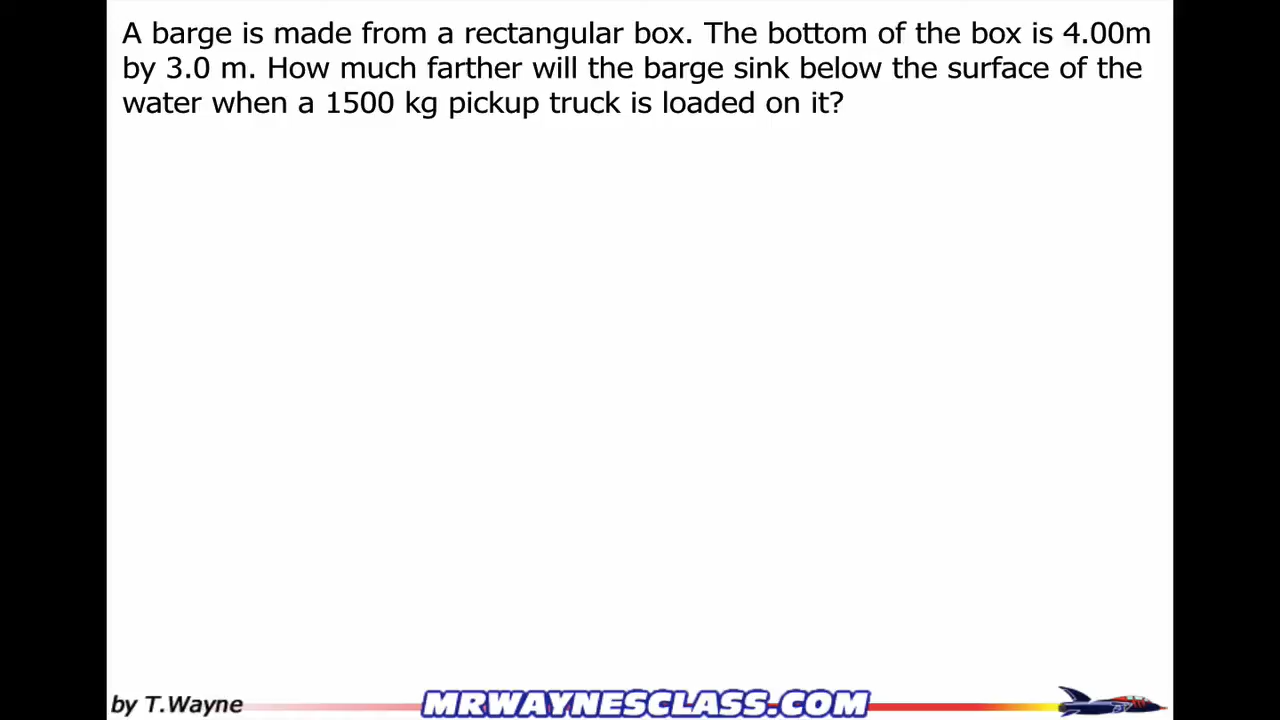 A barge is made from a rectangular box. The bottom of the box is 4.00m
by 3.0 m. How much farther will the barge sink below the surface of the
water when a 1500 kg pickup truck is loaded on it?
by T.Wayne
MRWAYNESCLASS.COM